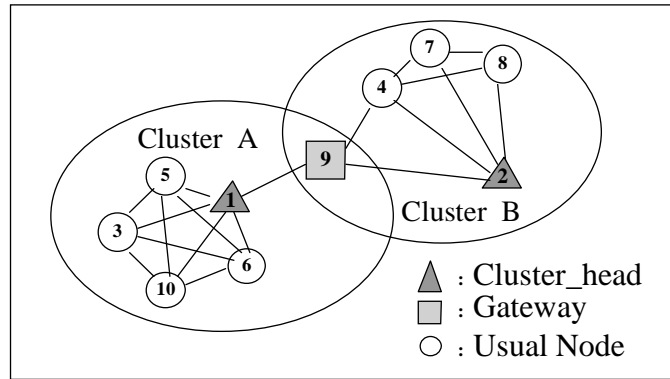 7
8
4
Cluster A
9
5
1
2
Cluster B
3
6
10
: Cluster_head
: Gateway
: Usual Node